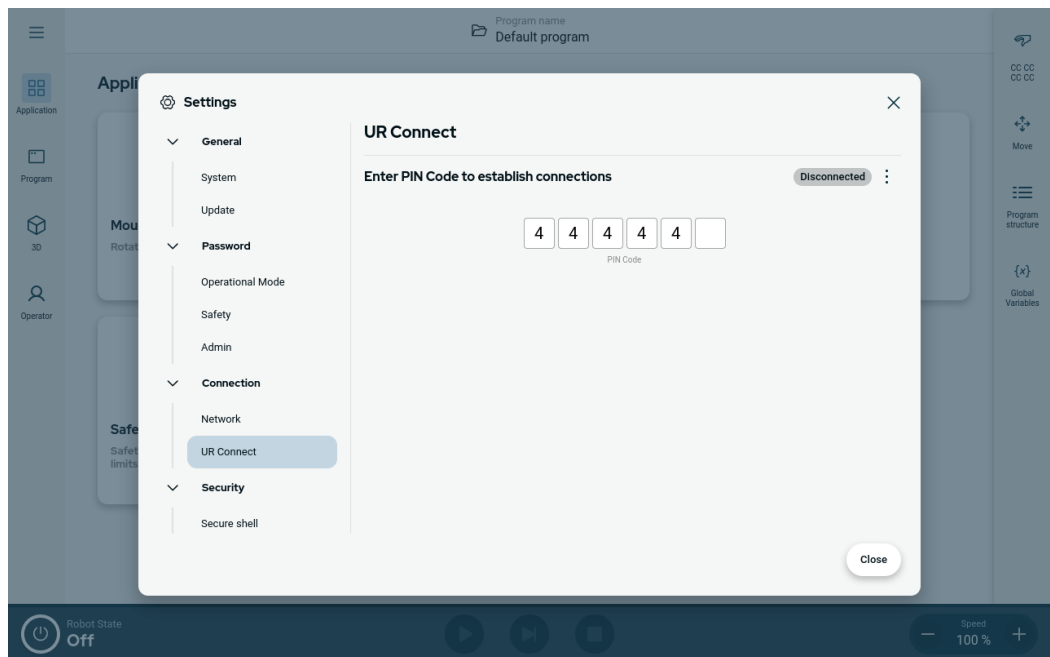 Program name
Default program
Application
Program
3D
Operator
Appli
Mou
Rotat
Safe
Safet
limits
Settings
General
System
Update
Password
Operational Mode
Safety
Admin
Connection
Network
UR Connect
Security
Secure shell
UR Connect
Enter PIN Code to establish connections
Disconnected
4 4 4 4 4
PIN Code
Close
CC CC
CC CC
Move
Program
structure
{x}
Global
Variables
Robot State
Off
Speed
100 %